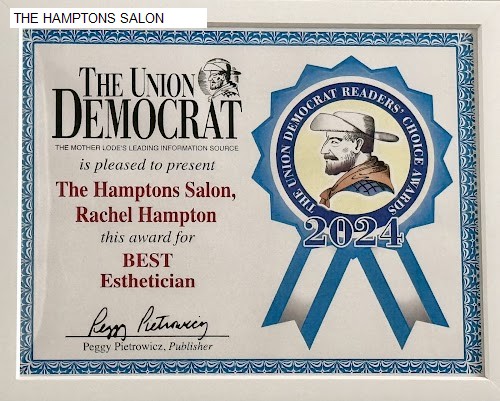 THE HAMPTONS SALON
THE UNION
DEMOCRAT
THE MOTHER LODE'S LEADING INFORMATION SOURCE
is pleased to present
The Hamptons Salon,
Rachel Hampton
this award for
BEST
Esthetician
Peggy Pietrowicz
Peggy Pietrowicz, Publisher
THE UNION DEMOCRAT READERS' CHOICE AWARDS
2024